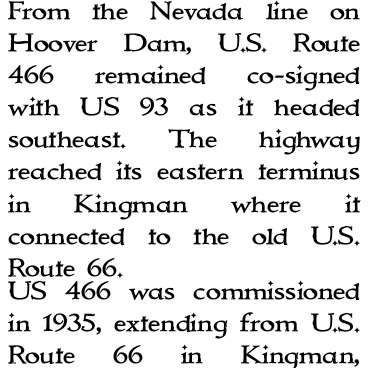 From the Nevada line on
Hoover Dam, U.S. Route
466 remained co-signed
with US 93 as it headed
southeast. The highway
reached its eastern terminus
in Kingman where it
connected to the old U.S.
Route 66.
US 466 was commissioned
in 1935, extending from U.S.
Route 66 in Kingman,